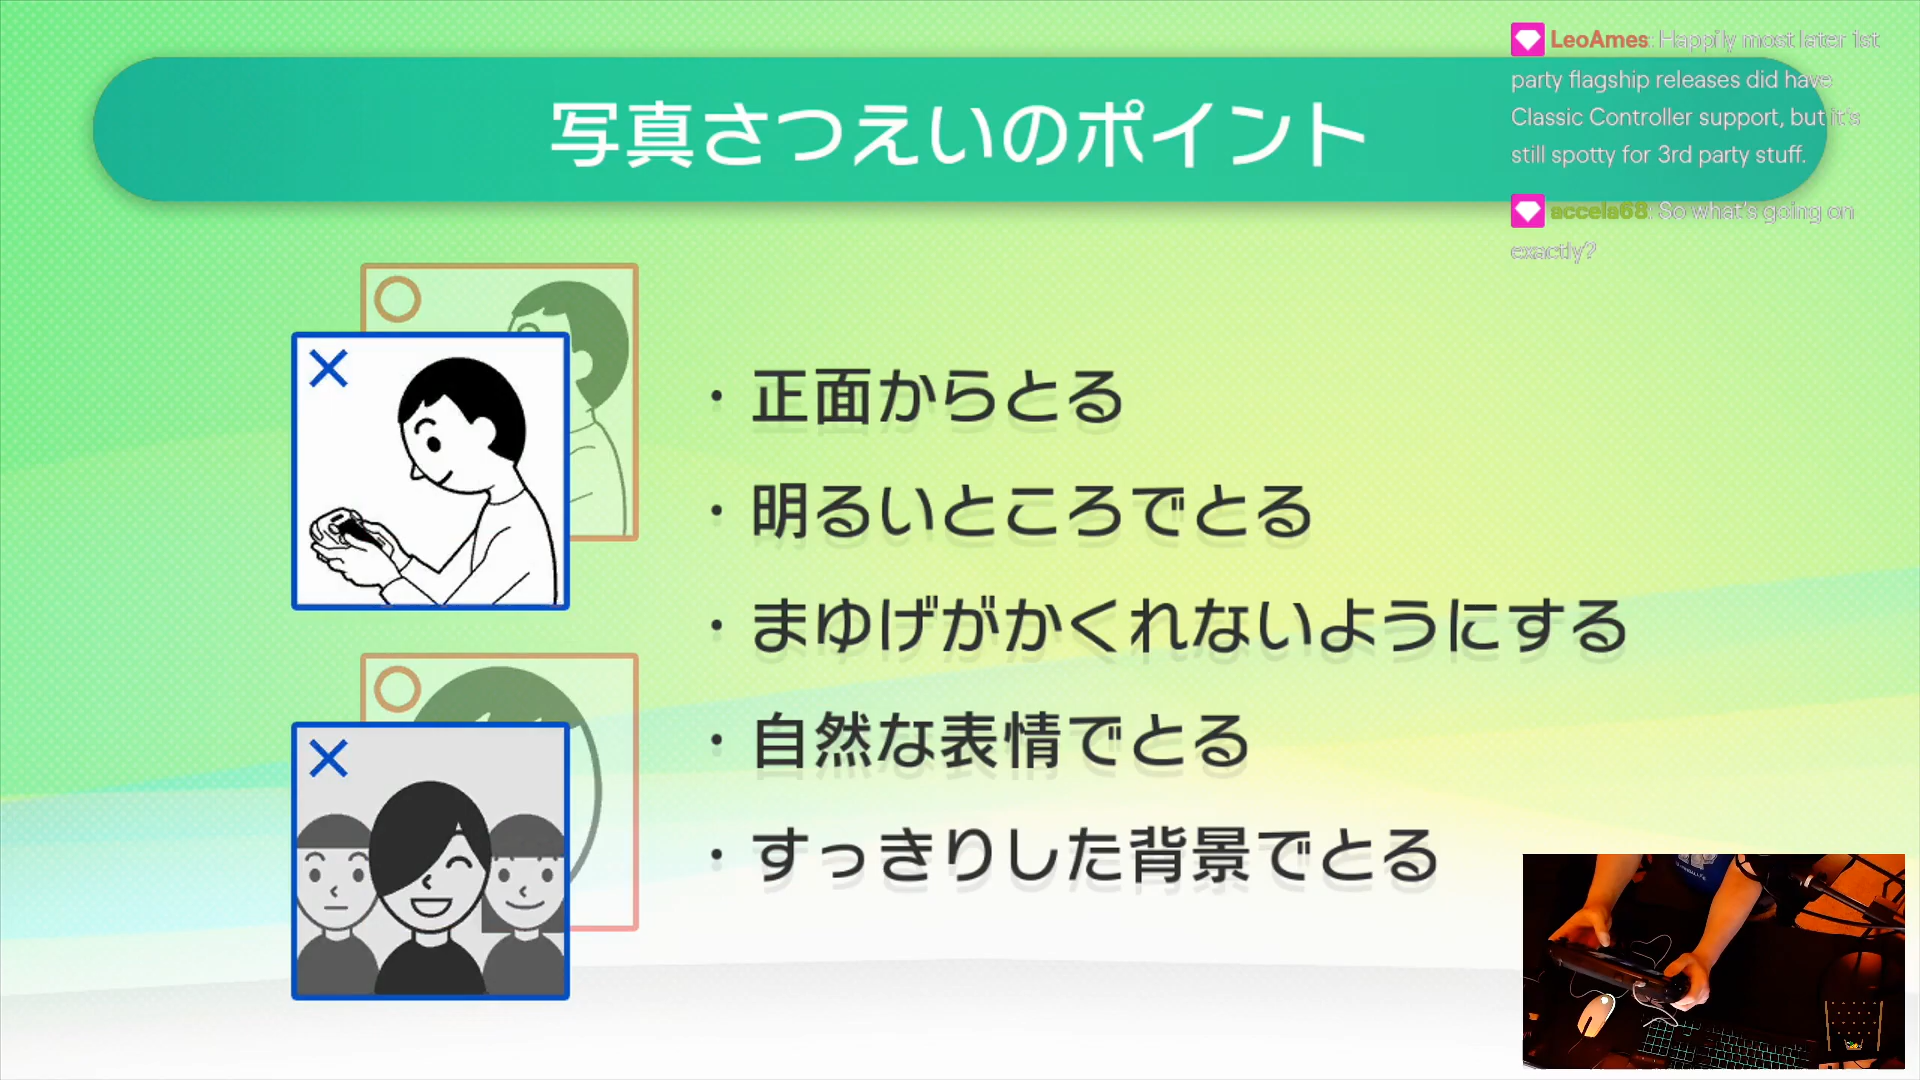 写真さつえいのポイント
・正面からとる
・明るいところでとる
・まゆげがかくれないようにする
・自然な表情でとる
・すっきりした背景でとる
LeoAmes: Happily most later 1st
party flagship releases did have
Classic Controller support, but it's
still spotty for 3rd party stuff.
accela68: So what's going on
exactly?